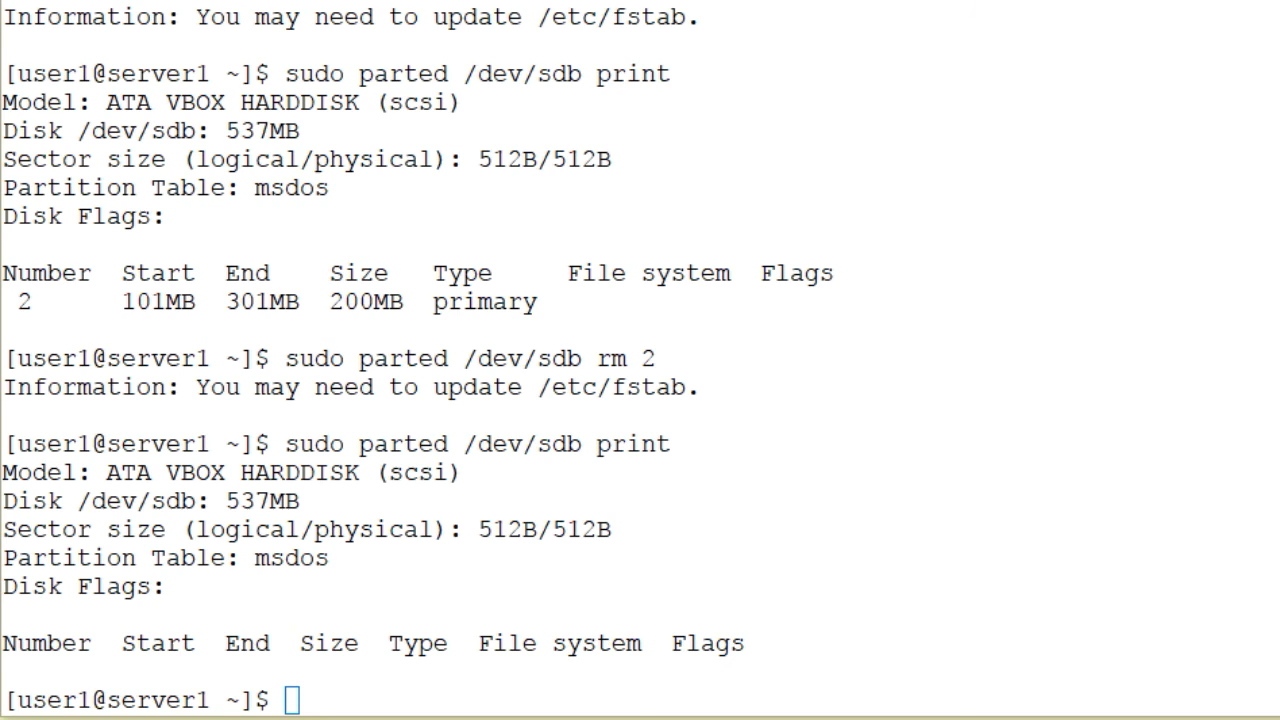 Information: You may need to update /etc/fstab.
[user1@server1 ~]$ sudo parted /dev/sdb print
Model: ATA VBOX HARDDISK (scsi)
Disk /dev/sdb: 537MB
Sector size (logical/physical): 512B/512B
Partition Table: msdos
Disk Flags:
Number  Start  End    Size   Type     File system  Flags
 2      101MB  301MB  200MB  primary
[user1@server1 ~]$ sudo parted /dev/sdb rm 2
Information: You may need to update /etc/fstab.
[user1@server1 ~]$ sudo parted /dev/sdb print
Model: ATA VBOX HARDDISK (scsi)
Disk /dev/sdb: 537MB
Sector size (logical/physical): 512B/512B
Partition Table: msdos
Disk Flags:
Number  Start  End  Size  Type  File system  Flags
[user1@server1 ~]$